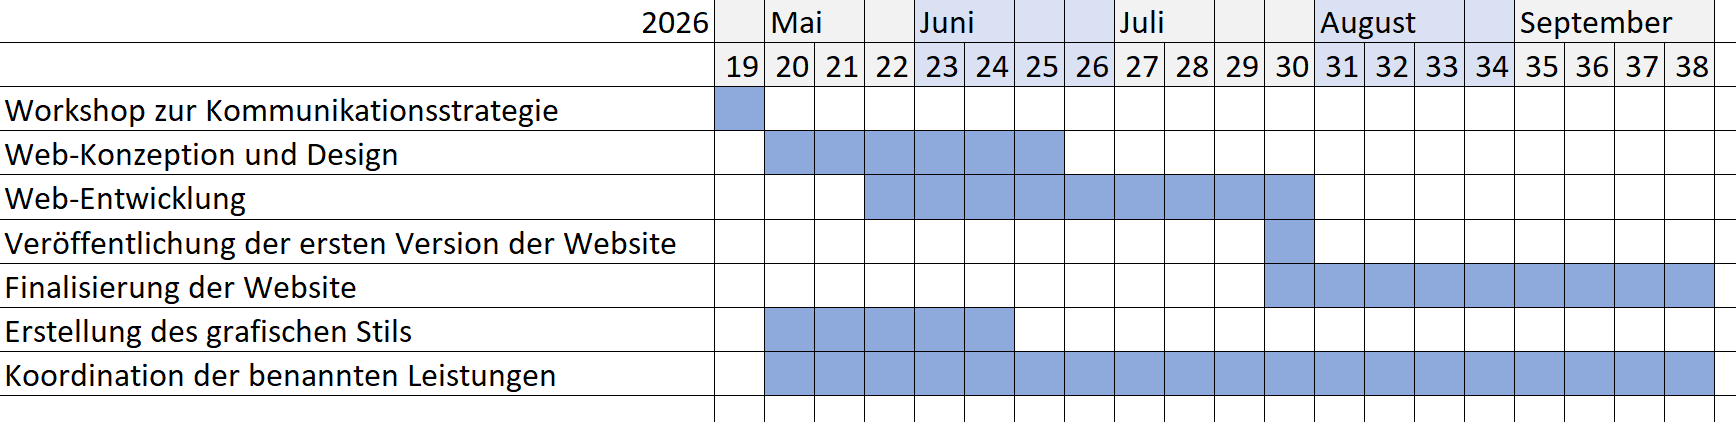 2026 Mai Juni Juli August September
19 20 21 22 23 24 25 26 27 28 29 30 31 32 33 34 35 36 37 38
Workshop zur Kommunikationsstrategie
Web-Konzeption und Design
Web-Entwicklung
Veröffentlichung der ersten Version der Website
Finalisierung der Website
Erstellung des grafischen Stils
Koordination der benannten Leistungen